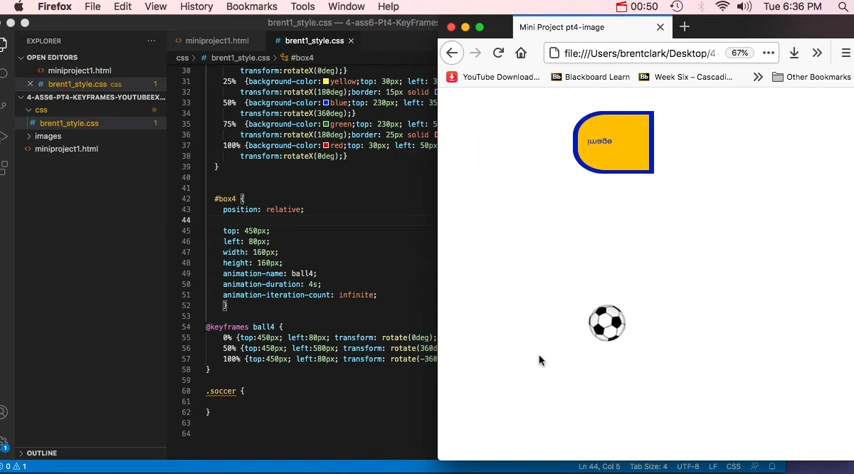 Firefox File Edit View History Bookmarks Tools Window Help 00:50 Tue 6:36 PM
brent1_style.css — 4-ass6-Pt4-KeyFrames-
EXPLORER
OPEN EDITORS
miniproject1.html
brent1_style.css css 1
4-ASS6-PT4-KEYFRAMES-YOUTUBEEX...
css
brent1_style.css 1
images
miniproject1.html
OUTLINE
0 1
1
miniproject1.html brent1_style.css
css > brent1_style.css > #box4
30 transform:rotateX(0deg);}
31 25% {background-color:yellow;top: 30px; left: 3
32 transform:rotateX(180deg);border: 15px solid
33 50% {background-color:blue;top: 230px; left: 35
34 transform:rotateX(360deg);}
35 75% {background-color:green;top: 230px; left: 5
36 transform:rotateX(180deg);border: 25px solid
37 100% {background-color:red;top: 30px; left: 50px
38 transform:rotateX(0deg);}
39 }
40
41
42 #box4 {
43 position: relative;
44
45 top: 450px;
46 left: 80px;
47 width: 160px;
48 height: 160px;
49 animation-name: ball4;
50 animation-duration: 4s;
51 animation-iteration-count: infinite;
52 }
53
54 @keyframes ball4 {
55 0% {top:450px; left:80px; transform: rotate(0deg);
56 50% {top:450px; left:580px; transform: rotate(360d
57 100% {top:450px; left:80px; transform: rotate(-360
58 }
59
60 .soccer {
61
62 }
63
64
Mini Project pt4-image
file:///Users/brentclark/Desktop/4- 67%
YouTube Download... Blackboard Learn Week Six – Cascadi... Other Bookmarks
image
Ln 44, Col 5 Tab Size: 4 UTF-8 LF CSS